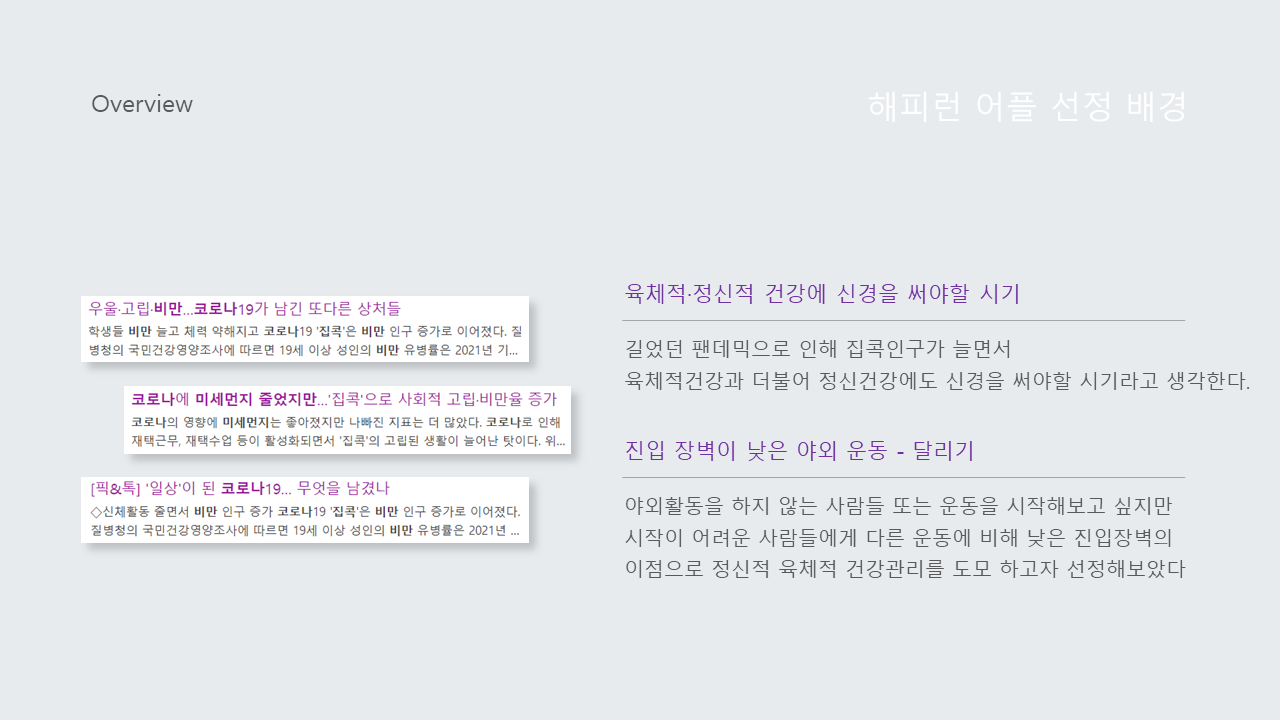 Overview
해피런 어플 선정 배경
우울·고립·비만...코로나19가 남긴 또다른 상처들
학생들 비만 늘고 체력 약해지고 코로나19 '집콕'은 비만 인구 증가로 이어졌다. 질
병청의 국민건강영양조사에 따르면 19세 이상 성인의 비만 유병률은 2021년 기...
코로나에 미세먼지 줄었지만...'집콕'으로 사회적 고립·비만율 증가
코로나의 영향에 미세먼지는 좋아졌지만 나빠진 지표는 더 많았다. 코로나로 인해
재택근무, 재택수업 등이 활성화되면서 '집콕'의 고립된 생활이 늘어난 탓이다. 위...
[픽&톡] '일상'이 된 코로나19... 무엇을 남겼나
◇신체활동 줄면서 비만 인구 증가 코로나19 '집콕'은 비만 인구 증가로 이어졌다.
질병청의 국민건강영양조사에 따르면 19세 이상 성인의 비만 유병률은 2021년 ...
육체적·정신적 건강에 신경을 써야할 시기
길었던 팬데믹으로 인해 집콕인구가 늘면서
육체적건강과 더불어 정신건강에도 신경을 써야할 시기라고 생각한다.
진입 장벽이 낮은 야외 운동 - 달리기
야외활동을 하지 않는 사람들 또는 운동을 시작해보고 싶지만
시작이 어려운 사람들에게 다른 운동에 비해 낮은 진입장벽의
이점으로 정신적 육체적 건강관리를 도모 하고자 선정해보았다